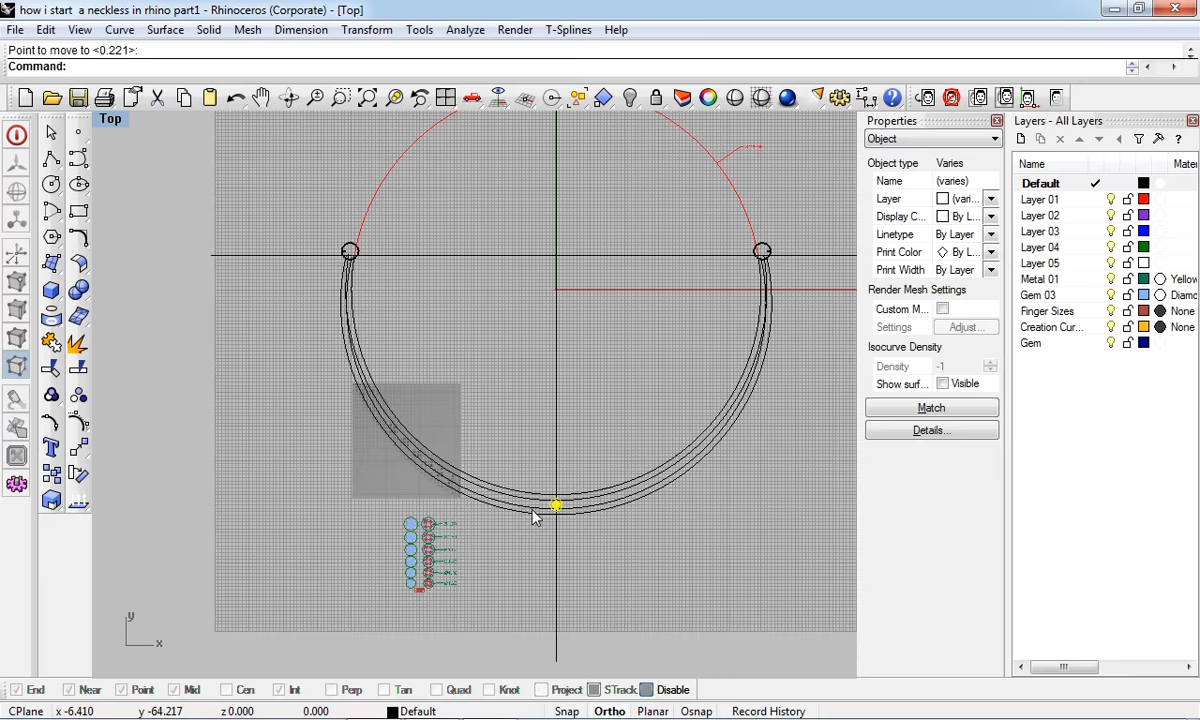 how i start a neckless in rhino part1 - Rhinoceros (Corporate) - [Top]
File Edit View Curve Surface Solid Mesh Dimension Transform Tools Analyze Render T-Splines Help
Point to move to <0.221>:
Command:
Top
Properties
Object
Object type Varies
Name (varies)
Layer (vari...
Display C... By L...
Linetype By Layer
Print Color By L...
Print Width By Layer
Render Mesh Settings
Custom M...
Settings Adjust...
Isocurve Density
Density -1
Show surf... Visible
Match
Details...
Layers - All Layers
Name Mater
Default
Layer 01
Layer 02
Layer 03
Layer 04
Layer 05
Metal 01 Yellow
Gem 03 Diamo
Finger Sizes None
Creation Cur... None
Gem
y
x
End Near Point Mid Cen Int Perp Tan Quad Knot Project STrack Disable
CPlane x -6.410 y -64.217 z 0.000 0.000 Default Snap Ortho Planar Osnap Record History